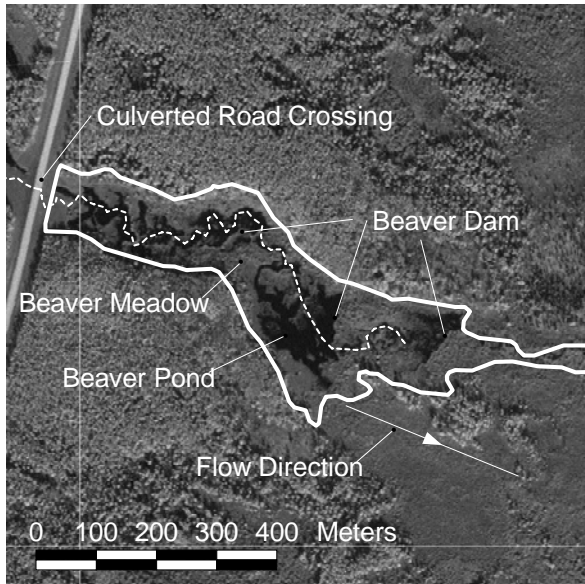 Culverted Road Crossing
Beaver Dam
Beaver Meadow
Beaver Pond
Flow Direction
0 100 200 300 400 Meters